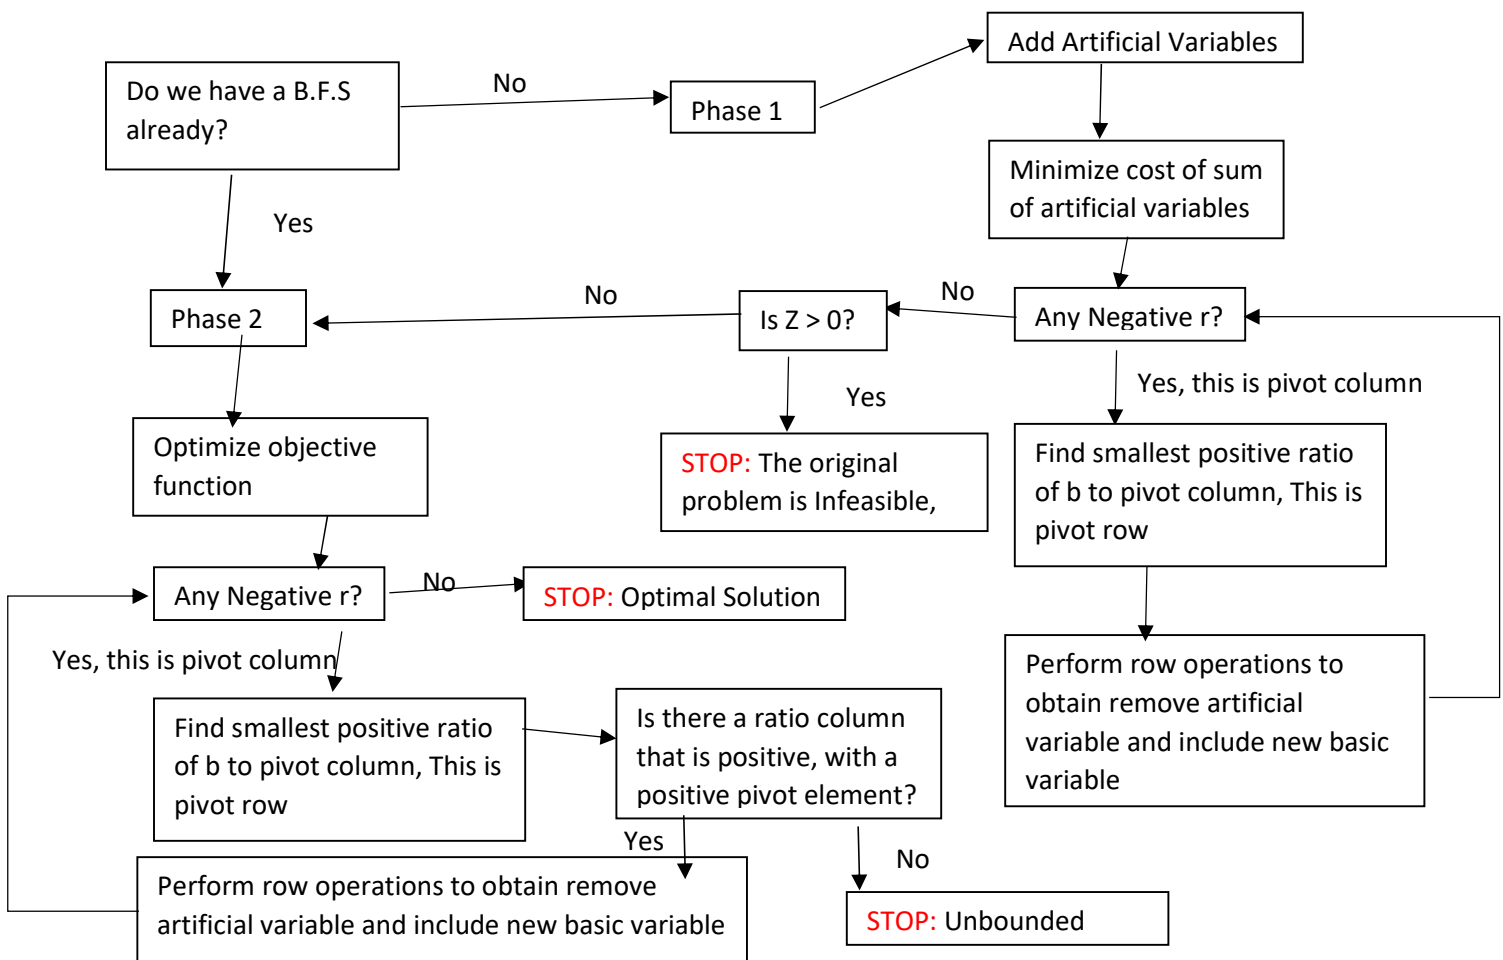 Add Artificial Variables
Do we have a B.F.S
already?
No
Phase 1
Minimize cost of sum
of artificial variables
Yes
Phase 2
No
Is Z > 0?
No
Any Negative r?
Yes, this is pivot column
Yes
Optimize objective
function
STOP: The original
problem is Infeasible,
Find smallest positive ratio
of b to pivot column, This is
pivot row
Any Negative r?
No
STOP: Optimal Solution
Yes, this is pivot column
Perform row operations to
obtain remove artificial
variable and include new basic
variable
Find smallest positive ratio
of b to pivot column, This is
pivot row
Is there a ratio column
that is positive, with a
positive pivot element?
Yes
No
Perform row operations to obtain remove
artificial variable and include new basic variable
STOP: Unbounded